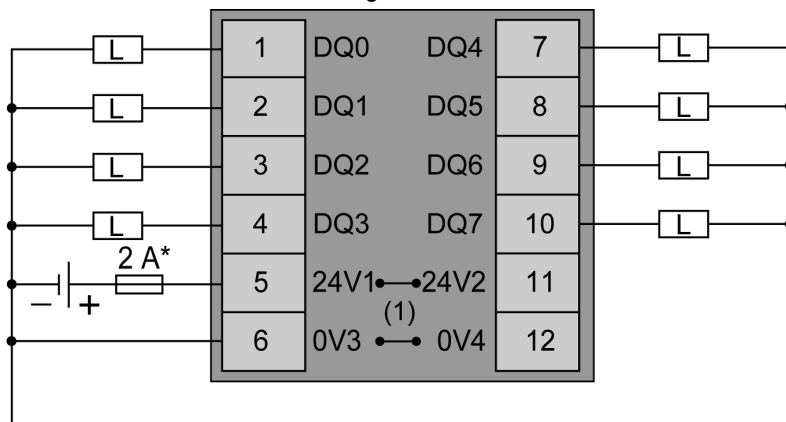 L 1 DQ0 DQ4 7 L
L 2 DQ1 DQ5 8 L
L 3 DQ2 DQ6 9 L
L 4 DQ3 DQ7 10 L
2 A*
− + 5 24V1 24V2 11
(1)
6 0V3 0V4 12